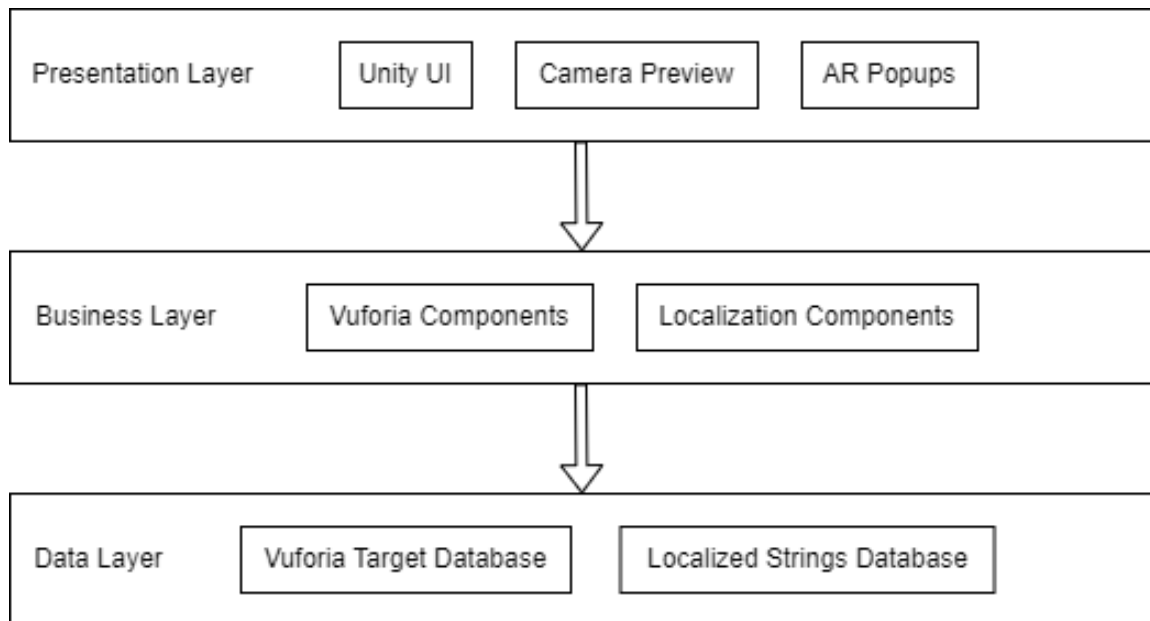 Presentation Layer Unity UI Camera Preview AR Popups
Business Layer Vuforia Components Localization Components
Data Layer Vuforia Target Database Localized Strings Database